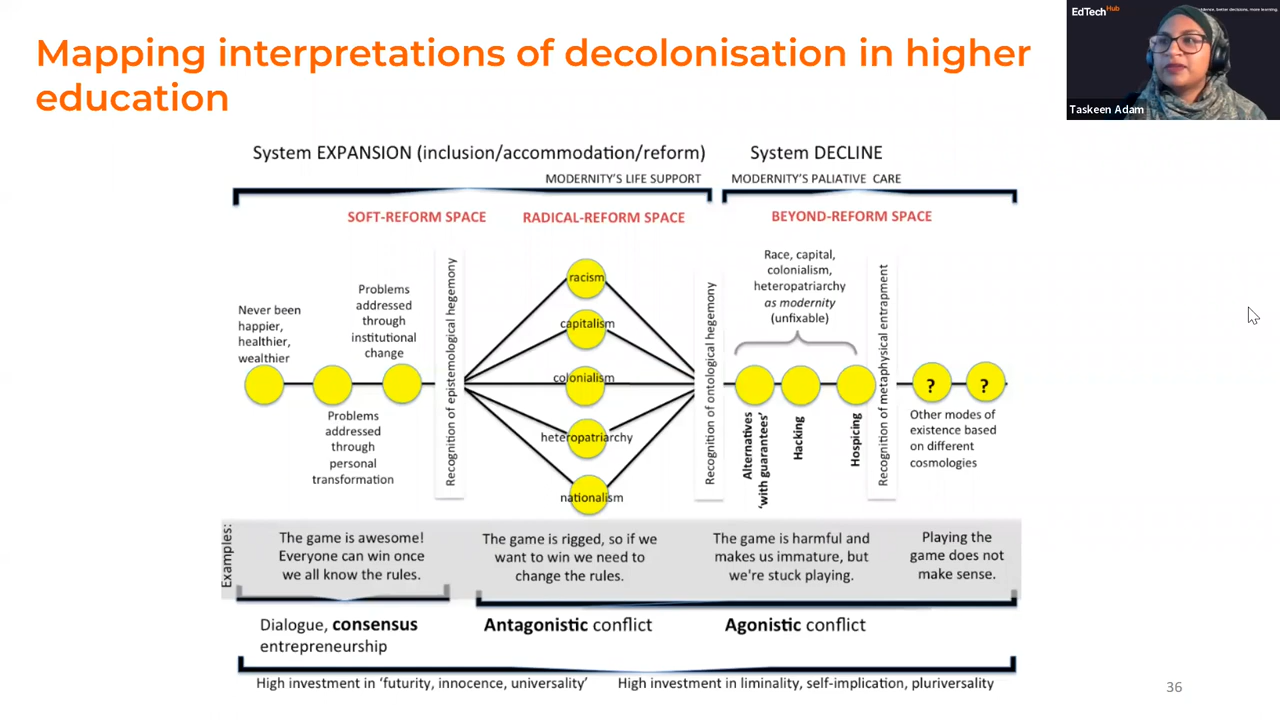 Mapping interpretations of decolonisation in higher
education
EdTech Hub
idence, better decisions, more learning.
Taskeen Adam
System EXPANSION (inclusion/accommodation/reform)
System DECLINE
MODERNITY'S LIFE SUPPORT
MODERNITY'S PALIATIVE CARE
SOFT-REFORM SPACE
RADICAL-REFORM SPACE
BEYOND-REFORM SPACE
Never been
happier,
healthier,
wealthier
Problems
addressed
through
institutional
change
Problems
addressed
through
personal
transformation
Recognition of epistemological hegemony
racism
capitalism
colonialism
heteropatriarchy
nationalism
Recognition of ontological hegemony
Race, capital,
colonialism,
heteropatriarchy
as modernity
(unfixable)
Alternatives
'with guarantees'
Hacking
Hospicing
Recognition of metaphysical entrapment
?
?
Other modes of
existence based
on different
cosmologies
Examples:
The game is awesome!
Everyone can win once
we all know the rules.
The game is rigged, so if we
want to win we need to
change the rules.
The game is harmful and
makes us immature, but
we're stuck playing.
Playing the
game does not
make sense.
Dialogue, consensus
entrepreneurship
Antagonistic conflict
Agonistic conflict
High investment in 'futurity, innocence, universality'
High investment in liminality, self-implication, pluriversality
36